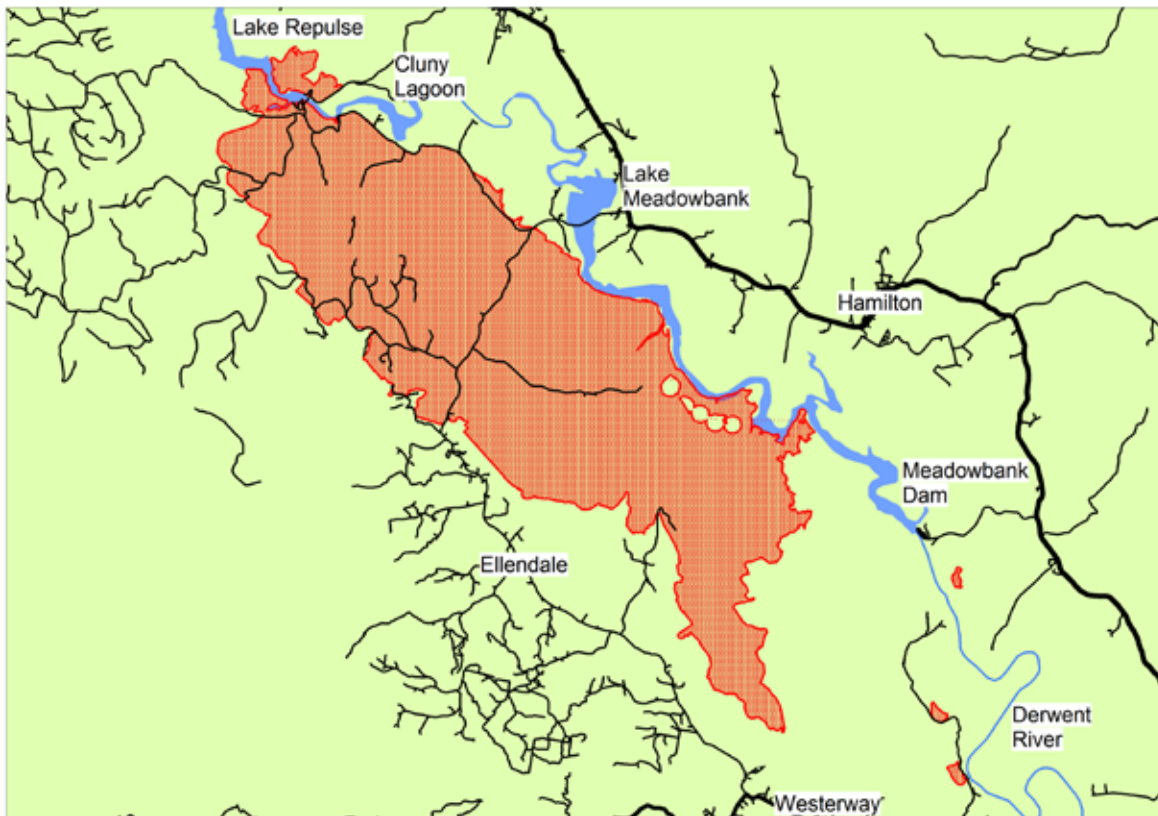 Lake Repulse
Cluny
Lagoon
Lake
Meadowbank
Hamilton
Meadowbank
Dam
Ellendale
Derwent
River
Westerway